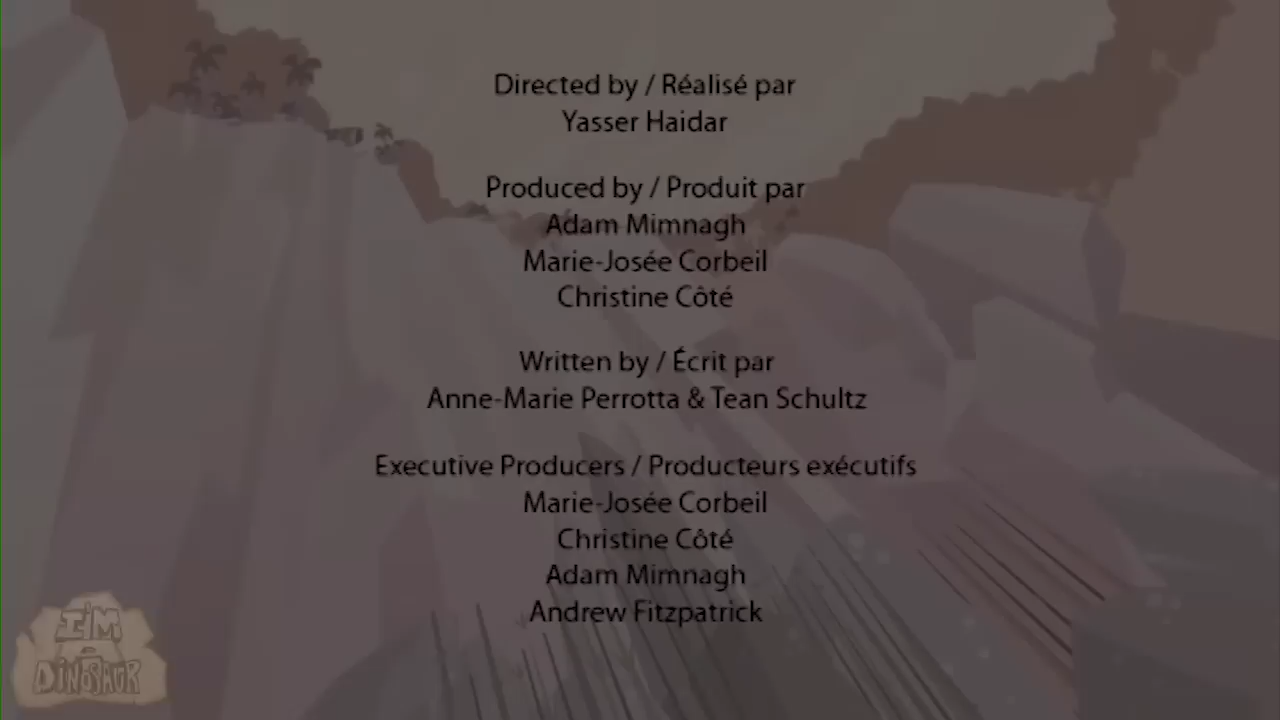 Directed by / Réalisé par
Yasser Haidar
Produced by / Produit par
Adam Mimnagh
Marie-Josée Corbeil
Christine Côté
Written by / Écrit par
Anne-Marie Perrotta & Tean Schultz
Executive Producers / Producteurs exécutifs
Marie-Josée Corbeil
Christine Côté
Adam Mimnagh
Andrew Fitzpatrick
I'M
A
DINOSAUR